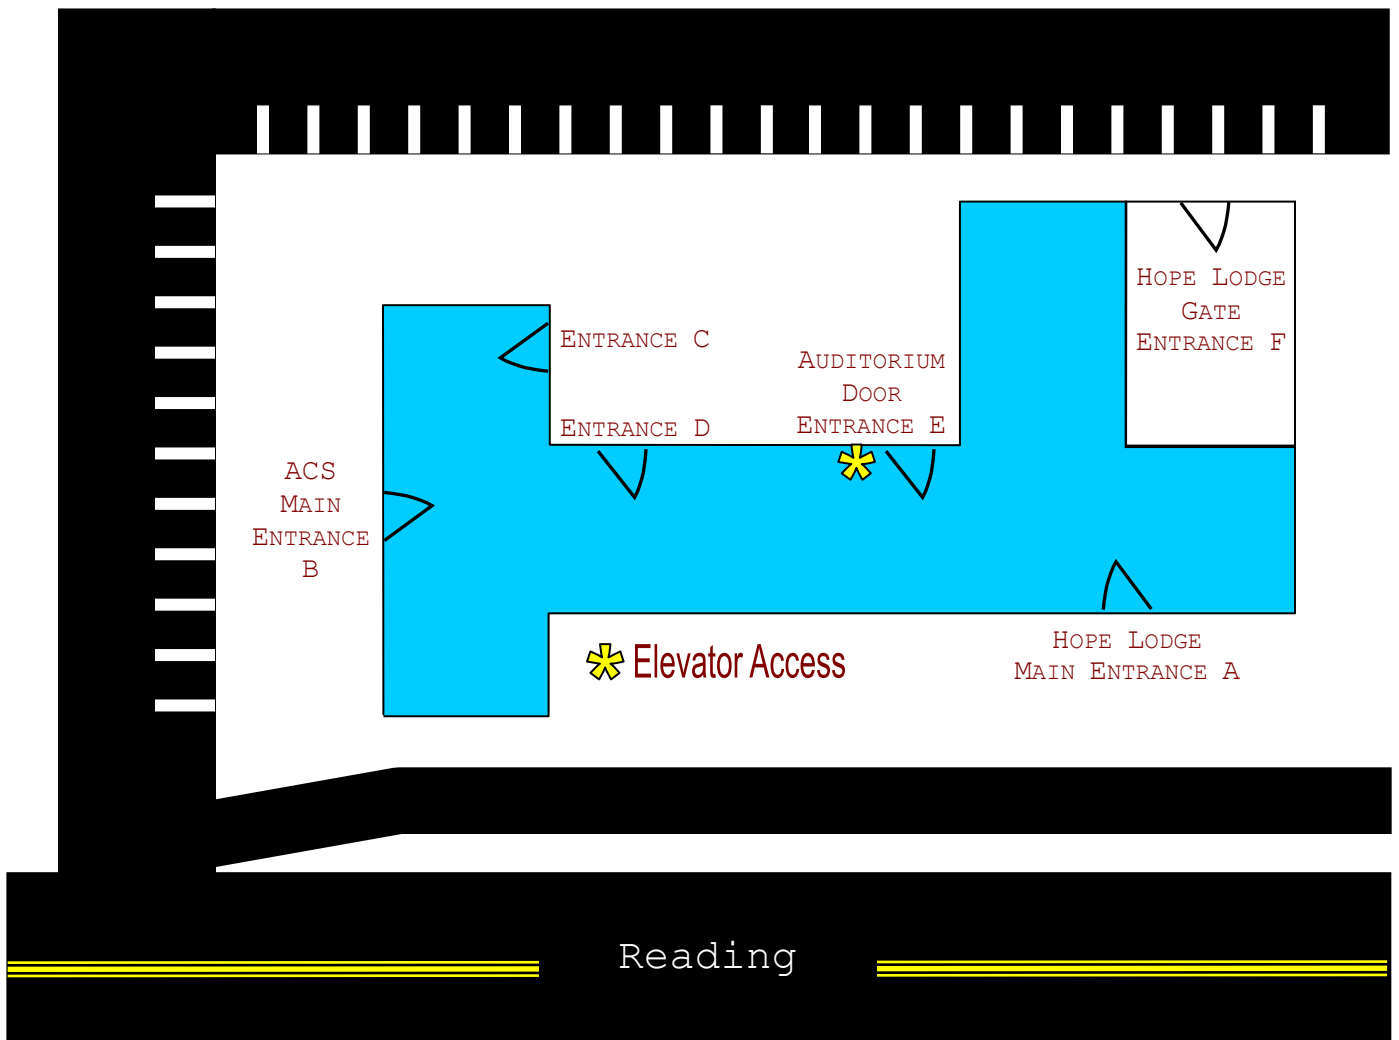 Hope Lodge
Gate
Entrance F
Entrance C
Auditorium
Door
Entrance E
Entrance D
ACS
Main
Entrance
B
Hope Lodge
Main Entrance A
Elevator Access
Reading